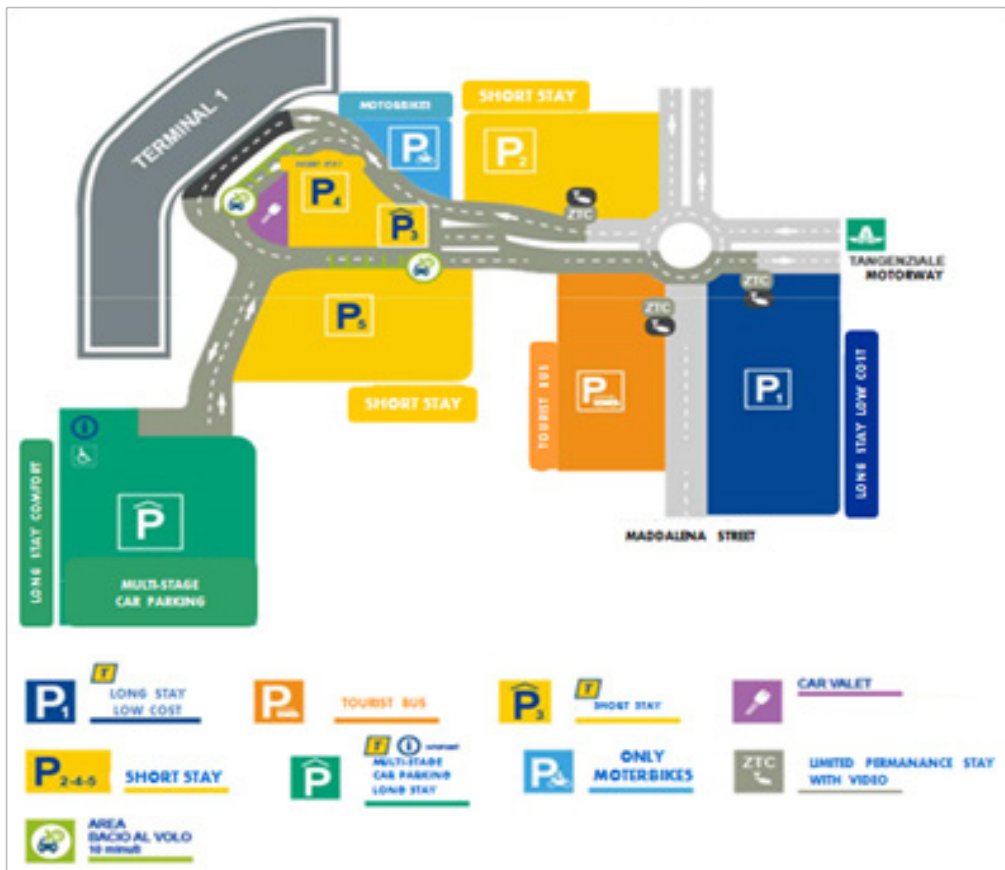 TERMINAL 1
MOTORBIKES
P
SHORT STAY
P2
SHORT STAY
P4
P3
ZTC
TANGENZIALE
MOTORWAY
P5
SHORT STAY
ZTC
ZTC
TOURIST BUS
P
P1
LONG STAY LOW COST
MADDALENA STREET
LONG STAY COMFORT
i
P
MULTI-STAGE
CAR PARKING
P1
T
LONG STAY
LOW COST
P
TOURIST BUS
P3
T
SHORT STAY
CAR VALET
P2-4-5
SHORT STAY
P
T i
MULTI-STAGE
CAR PARKING
LONG STAY
P
ONLY
MOTERBIKES
ZTC
LIMITED PERMANANCE STAY
WITH VIDEO
AREA
BACIO AL VOLO
10 minuti